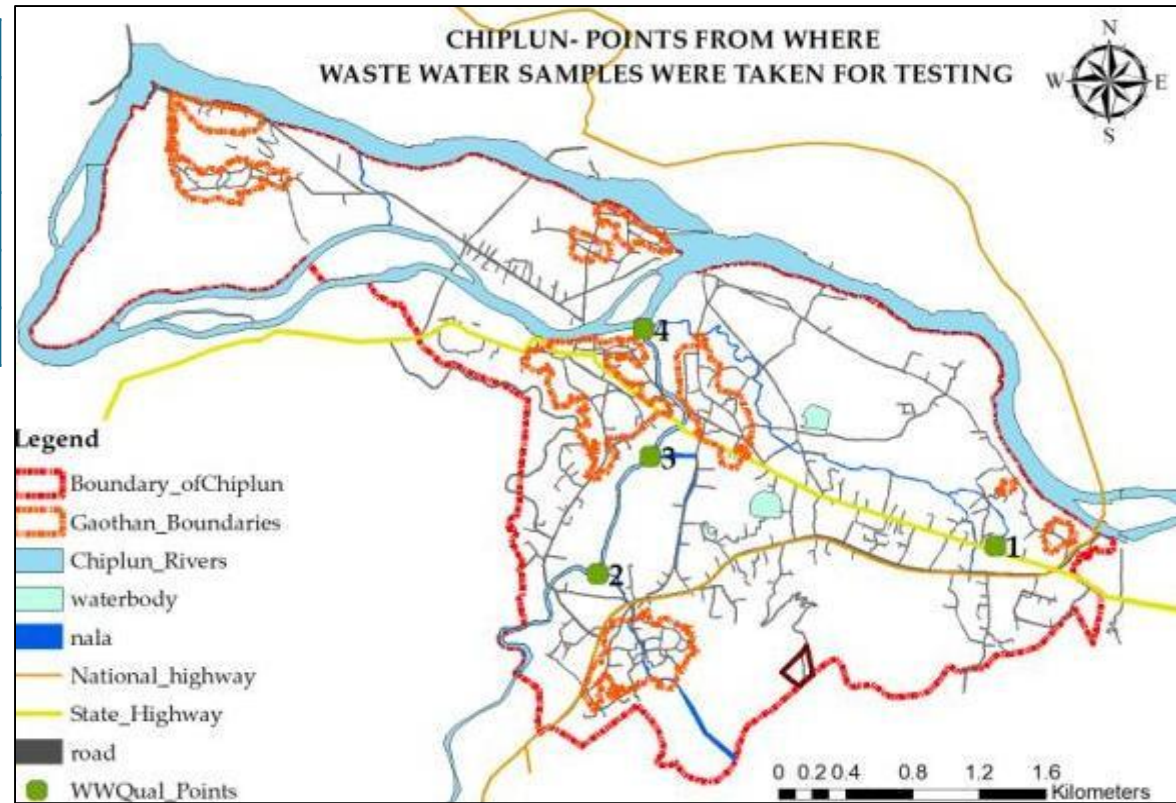 CHIPLUN- POINTS FROM WHERE
WASTE WATER SAMPLES WERE TAKEN FOR TESTING
N
W
E
S
4
3
2
1
Legend
Boundary_ofChiplun
Gaothan_Boundaries
Chiplun_Rivers
waterbody
nala
National_highway
State_Highway
road
WWQual_Points
0 0.2 0.4 0.8 1.2 1.6
Kilometers